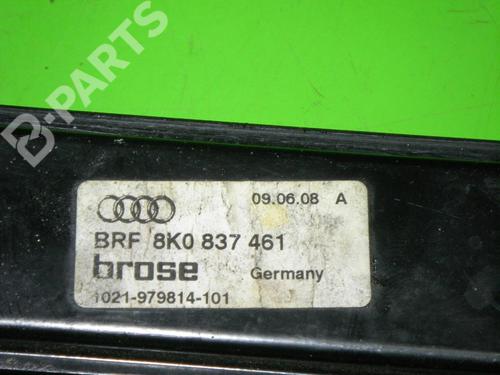 B-PARTS
09.06.08 A
BRF 8K0 837 461
brose Germany
1021-979814-101